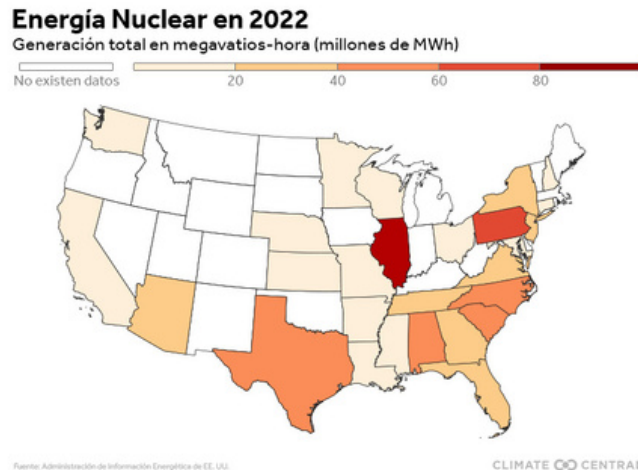 Energía Nuclear en 2022
Generación total en megavatios-hora (millones de MWh)
No existen datos 20 40 60 80
Fuente: Administración de Información Energética de EE. UU.
CLIMATE CENTRAL